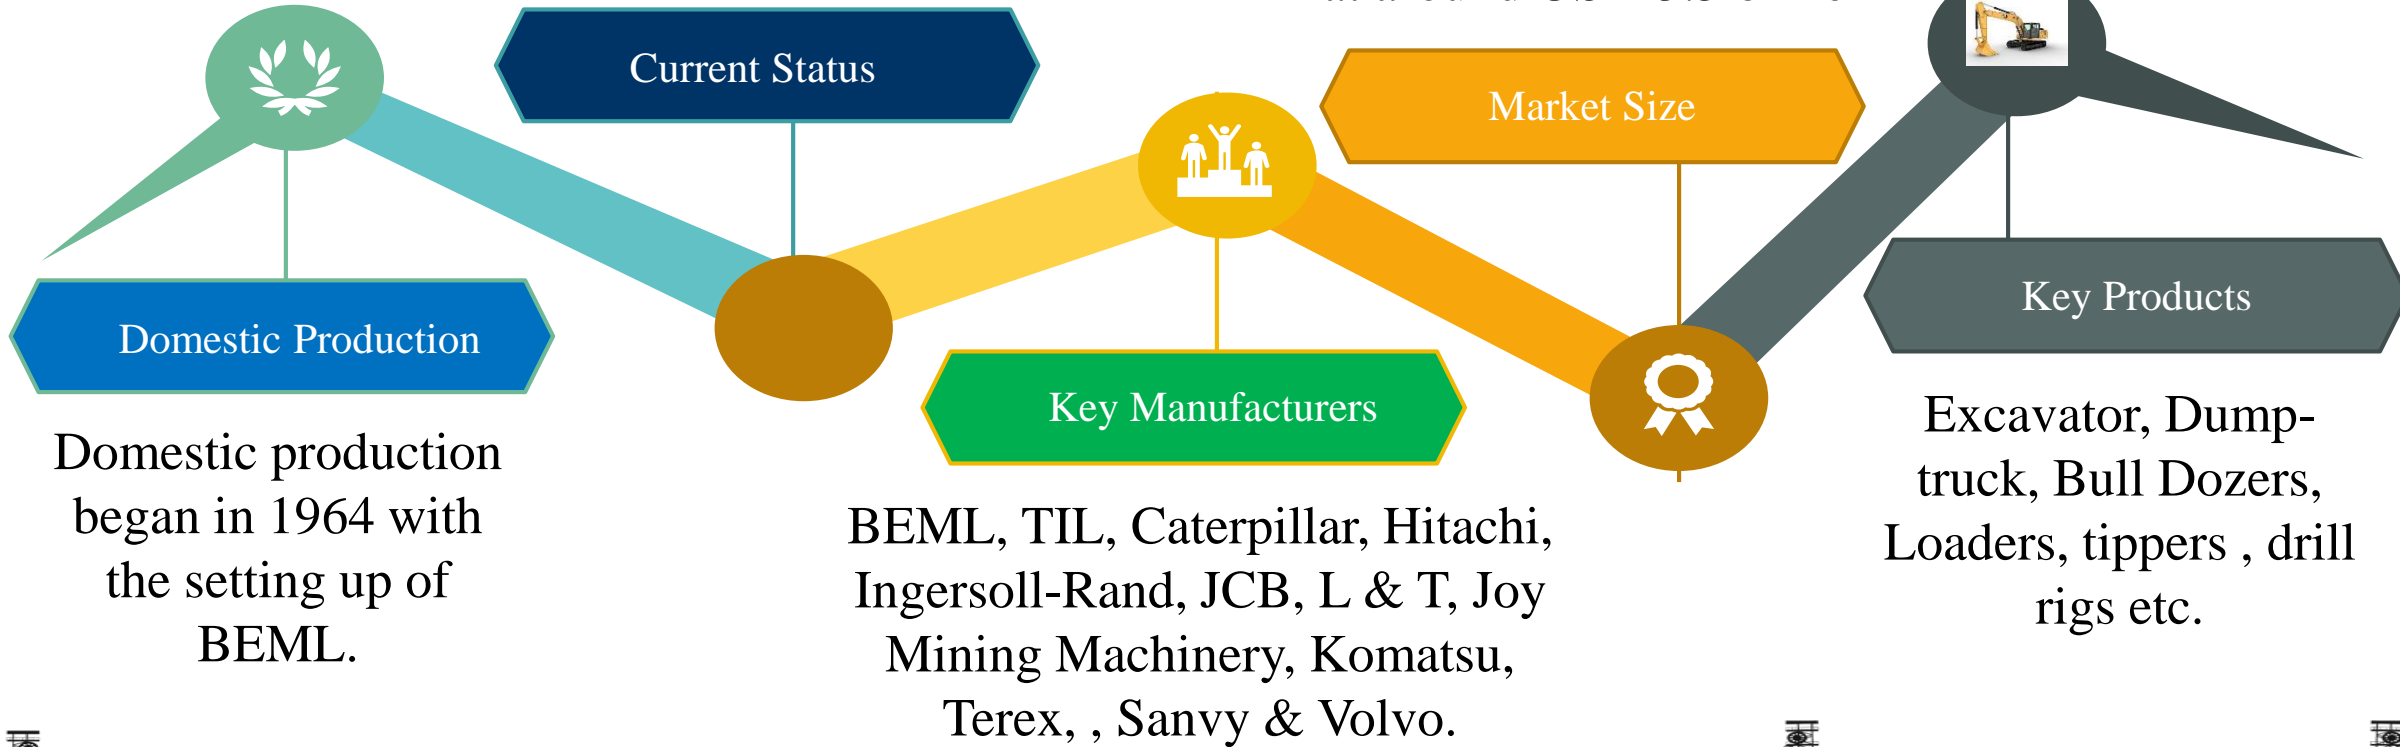 Current Status
Market Size
Domestic Production
Key Products
Key Manufacturers
Domestic production
began in 1964 with
the setting up of
BEML.
BEML, TIL, Caterpillar, Hitachi,
Ingersoll-Rand, JCB, L & T, Joy
Mining Machinery, Komatsu,
Terex, , Sanvy & Volvo.
Excavator, Dump-
truck, Bull Dozers,
Loaders, tippers , drill
rigs etc.